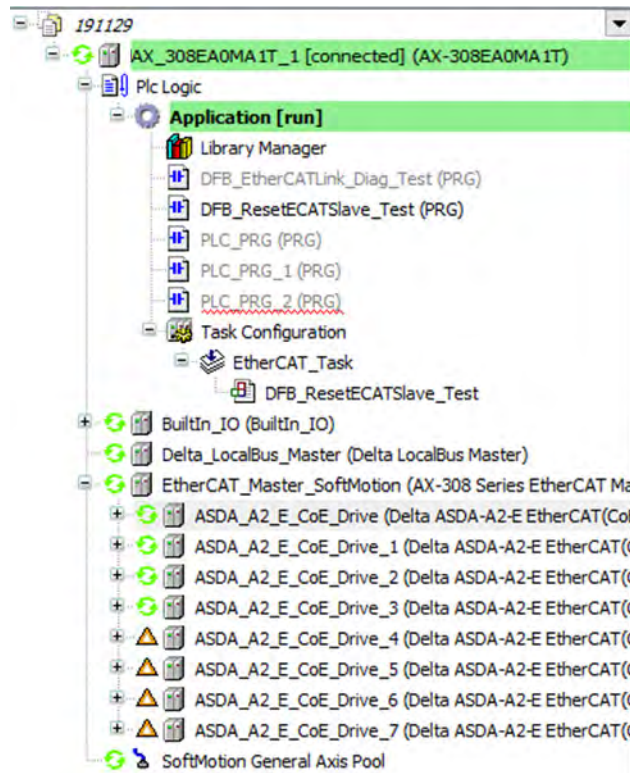 191129
AX_308EA0MA1T_1 [connected] (AX-308EA0MA1T)
Plc Logic
Application [run]
Library Manager
DFB_EtherCATLink_Diag_Test (PRG)
DFB_ResetECATSlave_Test (PRG)
PLC_PRG (PRG)
PLC_PRG_1 (PRG)
PLC_PRG_2 (PRG)
Task Configuration
EtherCAT_Task
DFB_ResetECATSlave_Test
BuiltIn_IO (BuiltIn_IO)
Delta_LocalBus_Master (Delta LocalBus Master)
EtherCAT_Master_SoftMotion (AX-308 Series EtherCAT Ma
ASDA_A2_E_CoE_Drive (Delta ASDA-A2-E EtherCAT(CoE
ASDA_A2_E_CoE_Drive_1 (Delta ASDA-A2-E EtherCAT(C
ASDA_A2_E_CoE_Drive_2 (Delta ASDA-A2-E EtherCAT(C
ASDA_A2_E_CoE_Drive_3 (Delta ASDA-A2-E EtherCAT(C
ASDA_A2_E_CoE_Drive_4 (Delta ASDA-A2-E EtherCAT(C
ASDA_A2_E_CoE_Drive_5 (Delta ASDA-A2-E EtherCAT(C
ASDA_A2_E_CoE_Drive_6 (Delta ASDA-A2-E EtherCAT(C
ASDA_A2_E_CoE_Drive_7 (Delta ASDA-A2-E EtherCAT(C
SoftMotion General Axis Pool